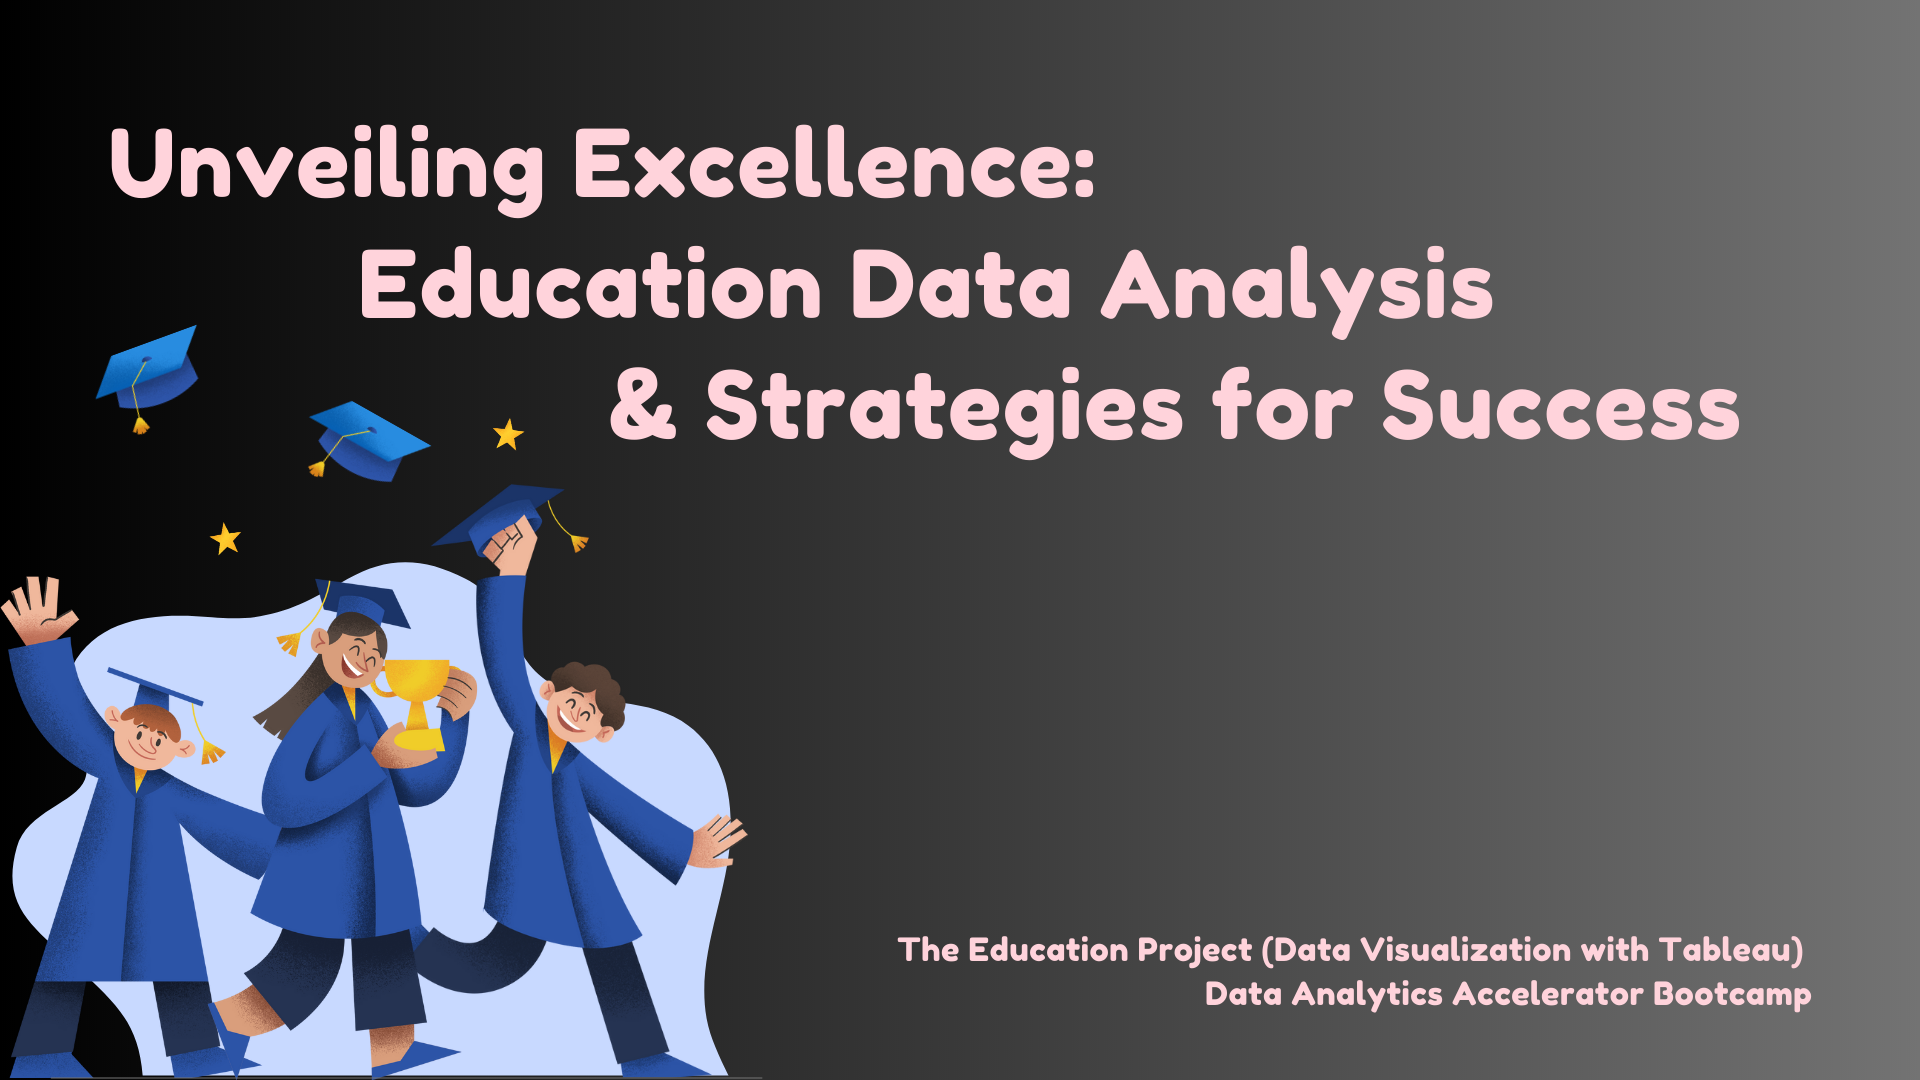 Unveiling Excellence:
Education Data Analysis
& Strategies for Success
The Education Project (Data Visualization with Tableau)
Data Analytics Accelerator Bootcamp